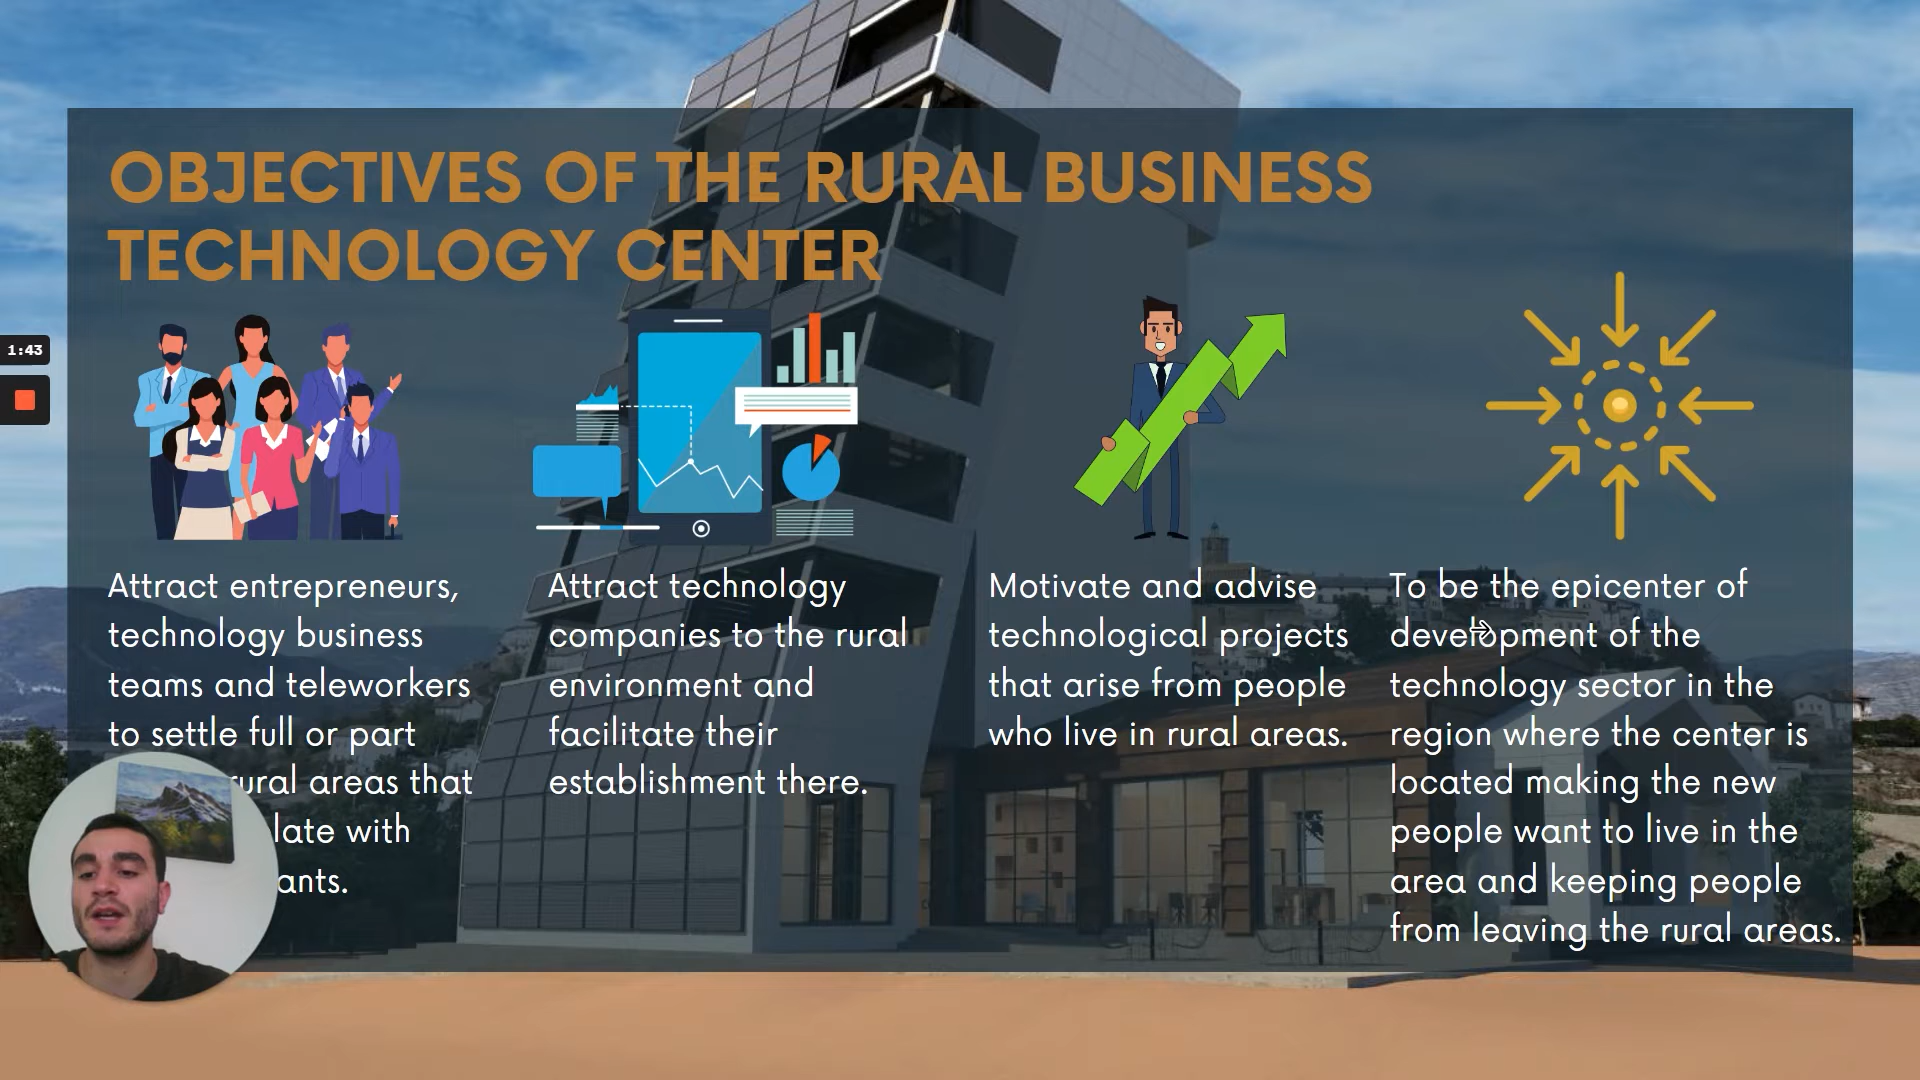 OBJECTIVES OF THE RURAL BUSINESS
TECHNOLOGY CENTER
1:43
Attract entrepreneurs,
technology business
teams and teleworkers
to settle full or part
rural areas that
with
Attract technology
companies to the rural
environment and
facilitate their
establishment there.
Motivate and advise
technological projects
that arise from people
who live in rural areas.
To be the epicenter of
development of the
technology sector in the
region where the center is
located making the new
people want to live in the
area and keeping people
from leaving the rural areas.